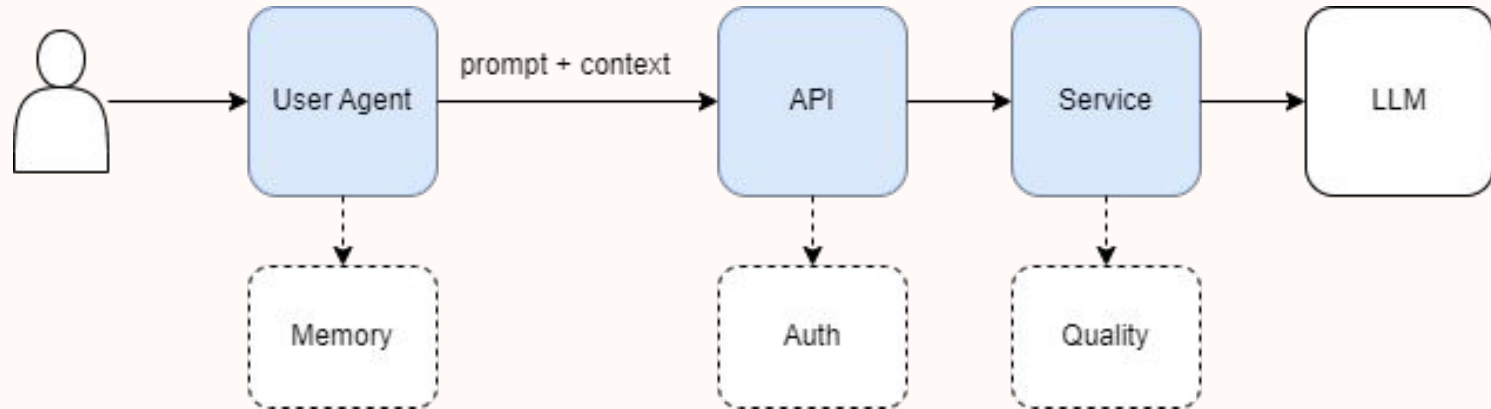 prompt + context
User Agent
API
Service
LLM
Memory
Auth
Quality